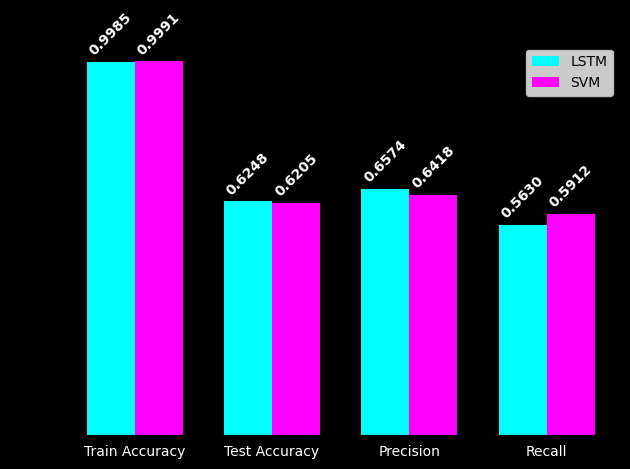 0.9985
0.9991
LSTM
SVM
0.6248
0.6205
0.6574
0.6418
0.5630
0.5912
Train Accuracy
Test Accuracy
Precision
Recall